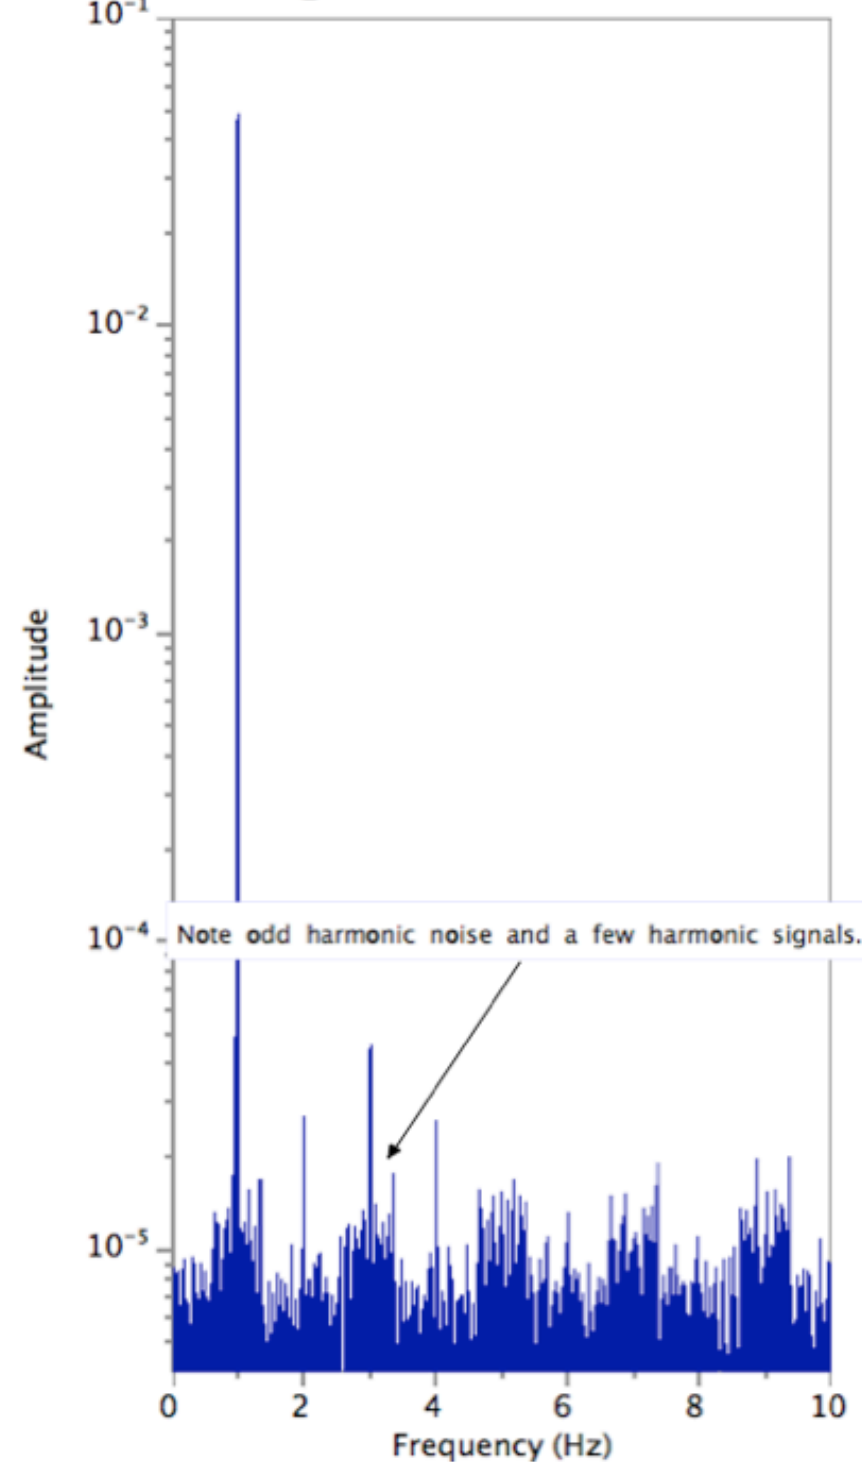 10⁻¹
10⁻²
10⁻³
Amplitude
10⁻⁴
Note odd harmonic noise and a few harmonic signals.
10⁻⁵
0 2 4 6 8 10
Frequency (Hz)